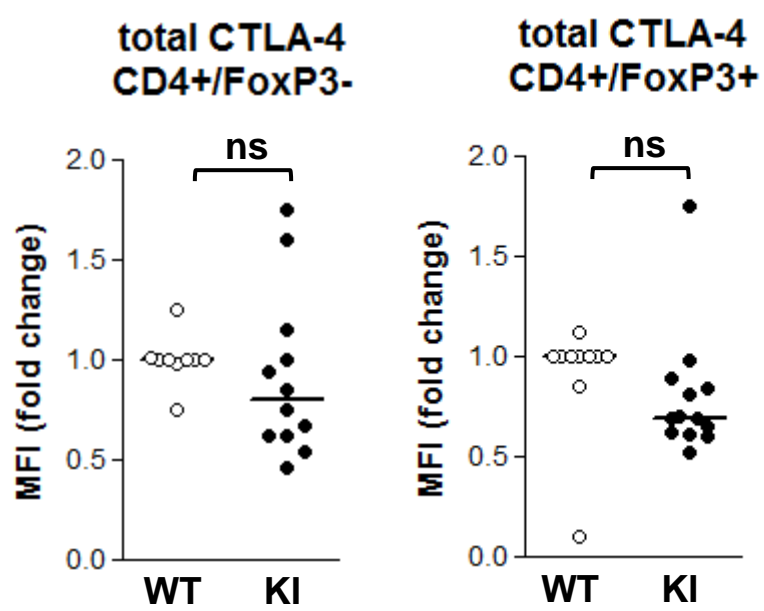 total CTLA-4
CD4+/FoxP3-
ns
2.0
1.5
1.0
0.5
0.0
MFI (fold change)
WT KI
total CTLA-4
CD4+/FoxP3+
ns
2.0
1.5
1.0
0.5
0.0
MFI (fold change)
WT KI